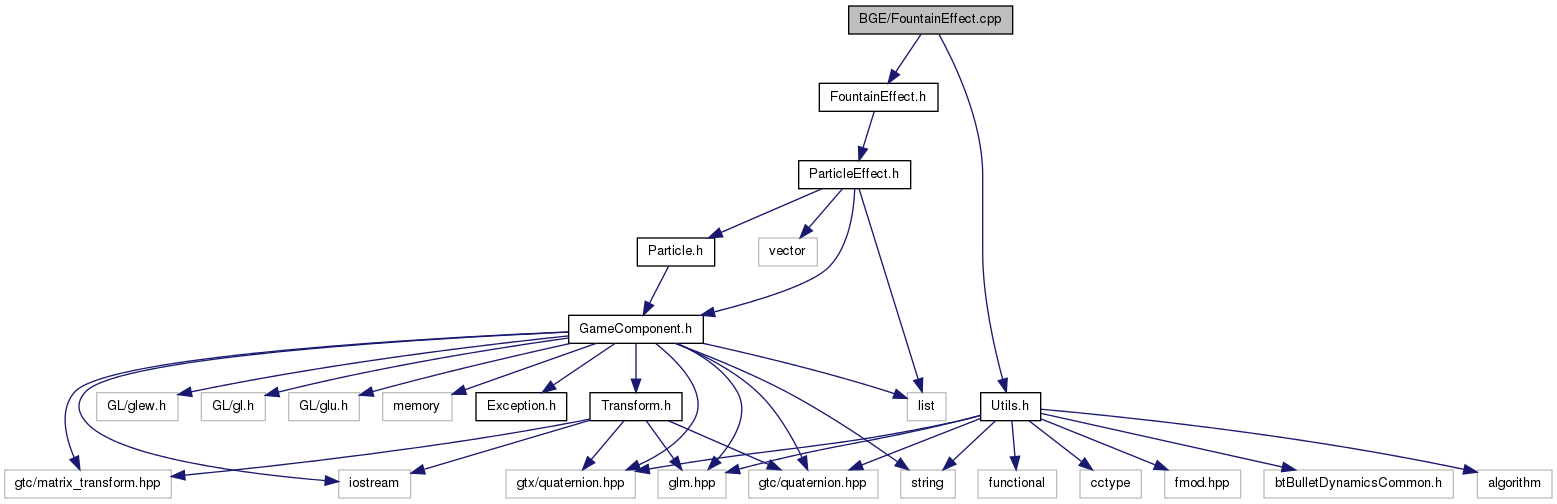 BGE/FountainEffect.cpp
FountainEffect.h
ParticleEffect.h
Particle.h
vector
GameComponent.h
GL/glew.h
GL/gl.h
GL/glu.h
memory
Exception.h
Transform.h
list
Utils.h
gtc/matrix_transform.hpp
iostream
gtx/quaternion.hpp
glm.hpp
gtc/quaternion.hpp
string
functional
cctype
fmod.hpp
btBulletDynamicsCommon.h
algorithm